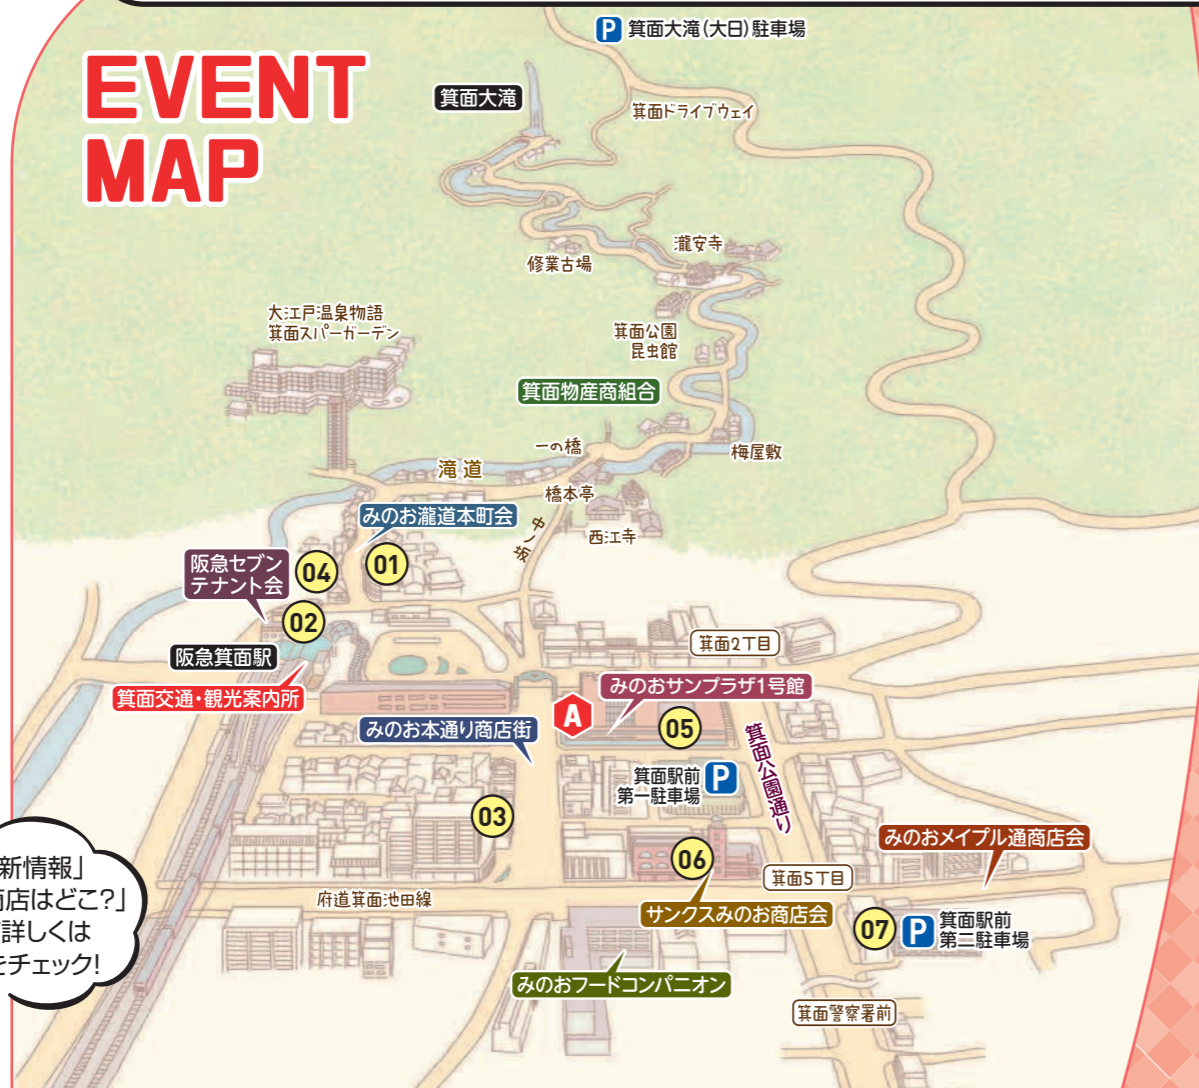 EVENT
MAP
P 箕面大滝(大日)駐車場
箕面大滝
箕面ドライブウェイ
瀧安寺
修業古場
大江戸温泉物語
箕面スパーガーデン
箕面公園
昆虫館
箕面物産商組合
一の橋
梅屋敷
滝道
橋本亭
みのお瀧道本町会
中ノ坂
西江寺
阪急セブン
テナント会
04
01
02
箕面2丁目
阪急箕面駅
みのおサンプラザ1号館
箕面交通・観光案内所
A
05
みのお本通り商店街
箕面公園通り
箕面駅前
第一駐車場
P
03
みのおメイプル通商店会
06
新情報」
商店はどこ?」
詳しくは
をチェック!
箕面5丁目
府道箕面池田線
サンクスみのお商店会
07
P
箕面駅前
第二駐車場
みのおフードコンパニオン
箕面警察署前